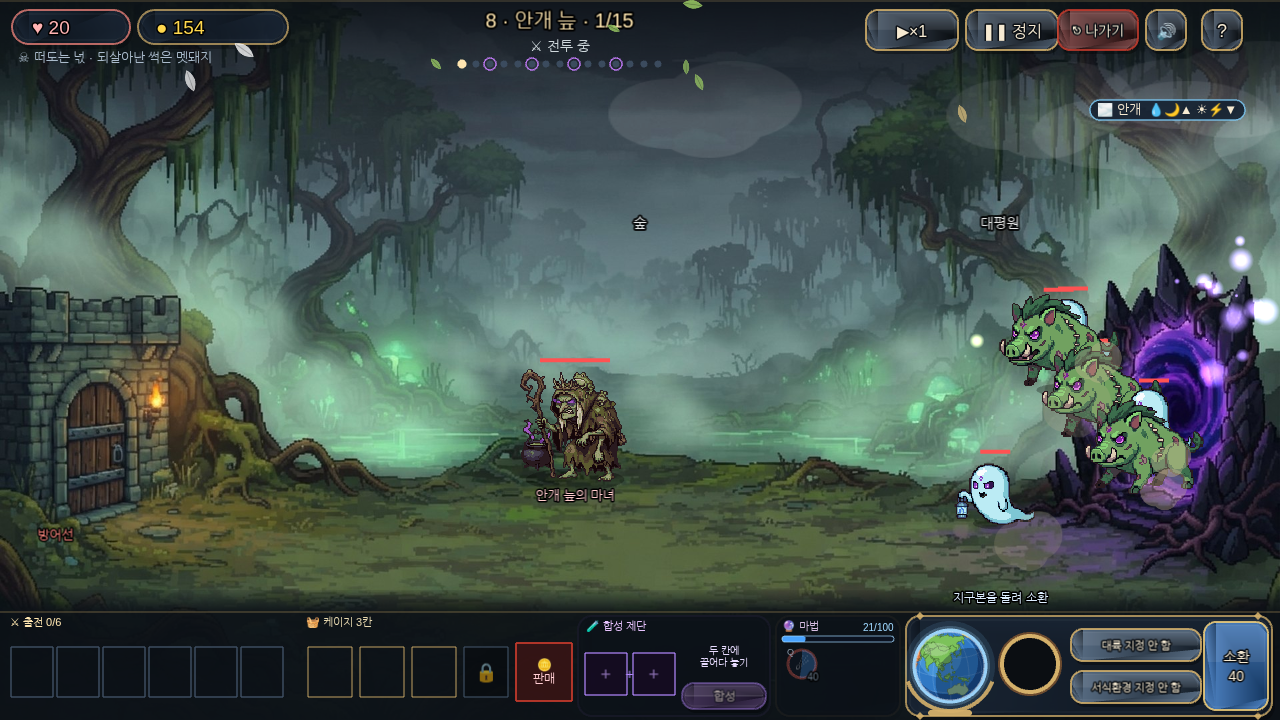 ♥ 20
154
8 · 안개 늪 · 1/15
⚔ 전투 중
▶×1
❚❚ 정지
나가기
?
☠ 떠도는 넋 · 되살아난 썩은 멧돼지
안개 💧🌙▲ ☀⚡▼
숲
대평원
안개 늪의 마녀
방어선
지구본을 돌려 소환
⚔ 출전 0/6
케이지 3칸
판매
합성 제단
두 칸에
끌어다 놓기
+ + +
합성
마법
21/100
40
대륙 지정 안 함
서식환경 지정 안 함
소환
40